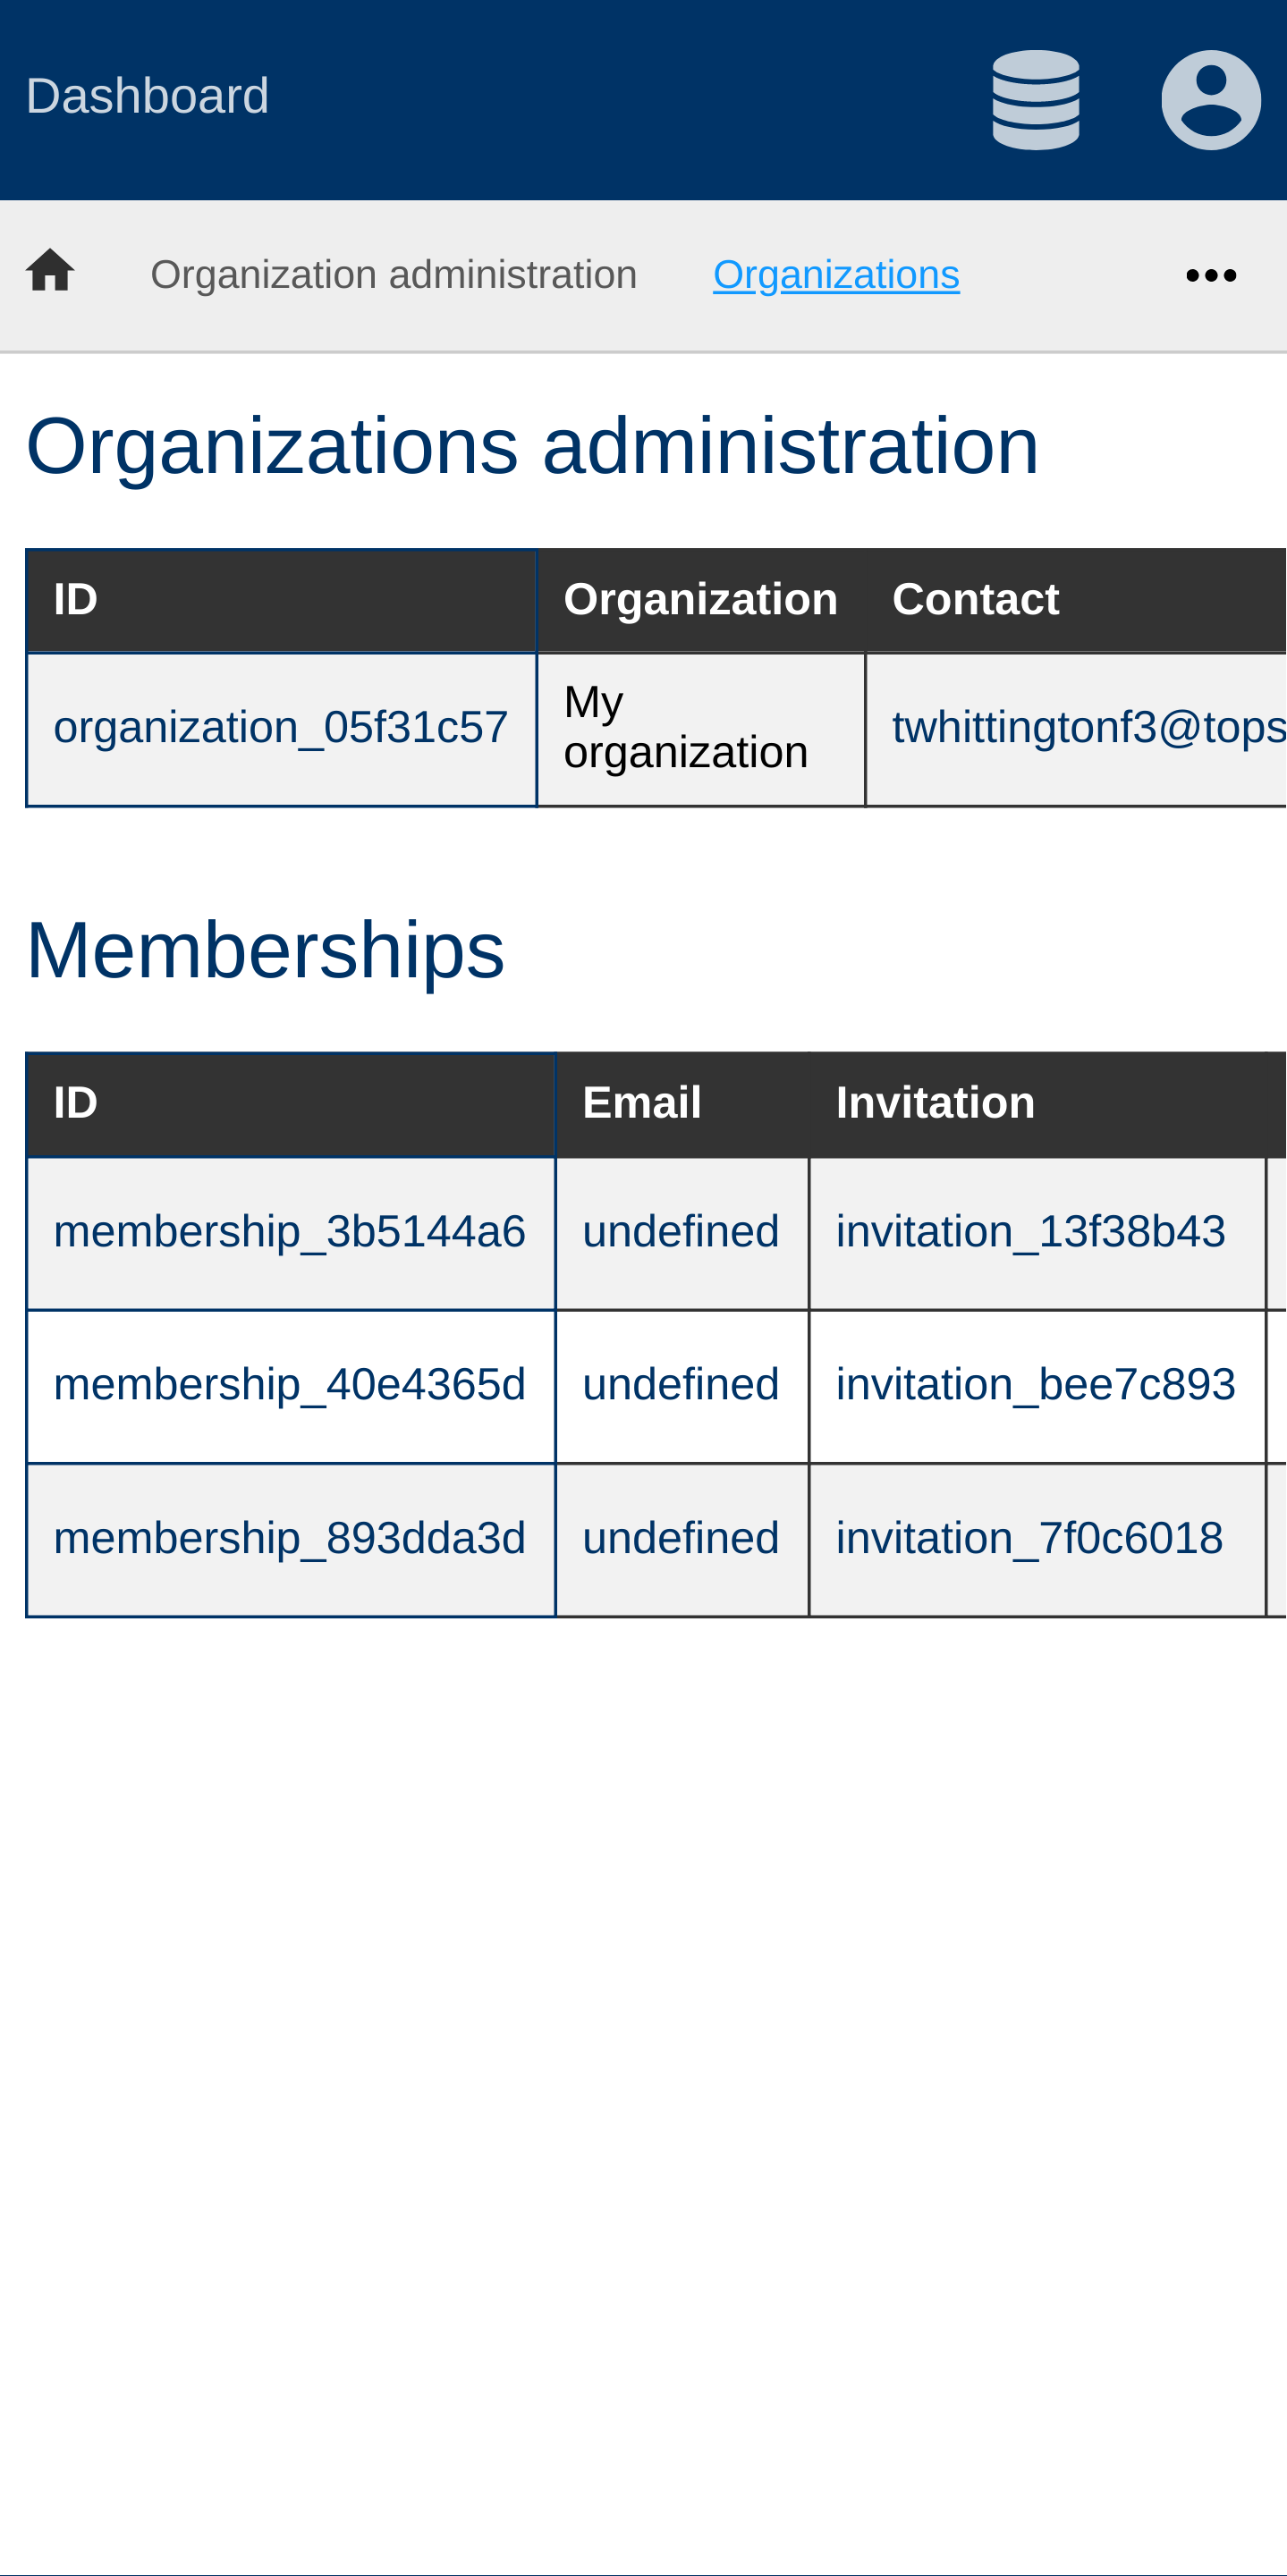 Dashboard
Organization administration Organizations
Organizations administration
ID Organization Contact
organization_05f31c57 My organization twhittingtonf3@tops
Memberships
ID Email Invitation
membership_3b5144a6 undefined invitation_13f38b43
membership_40e4365d undefined invitation_bee7c893
membership_893dda3d undefined invitation_7f0c6018